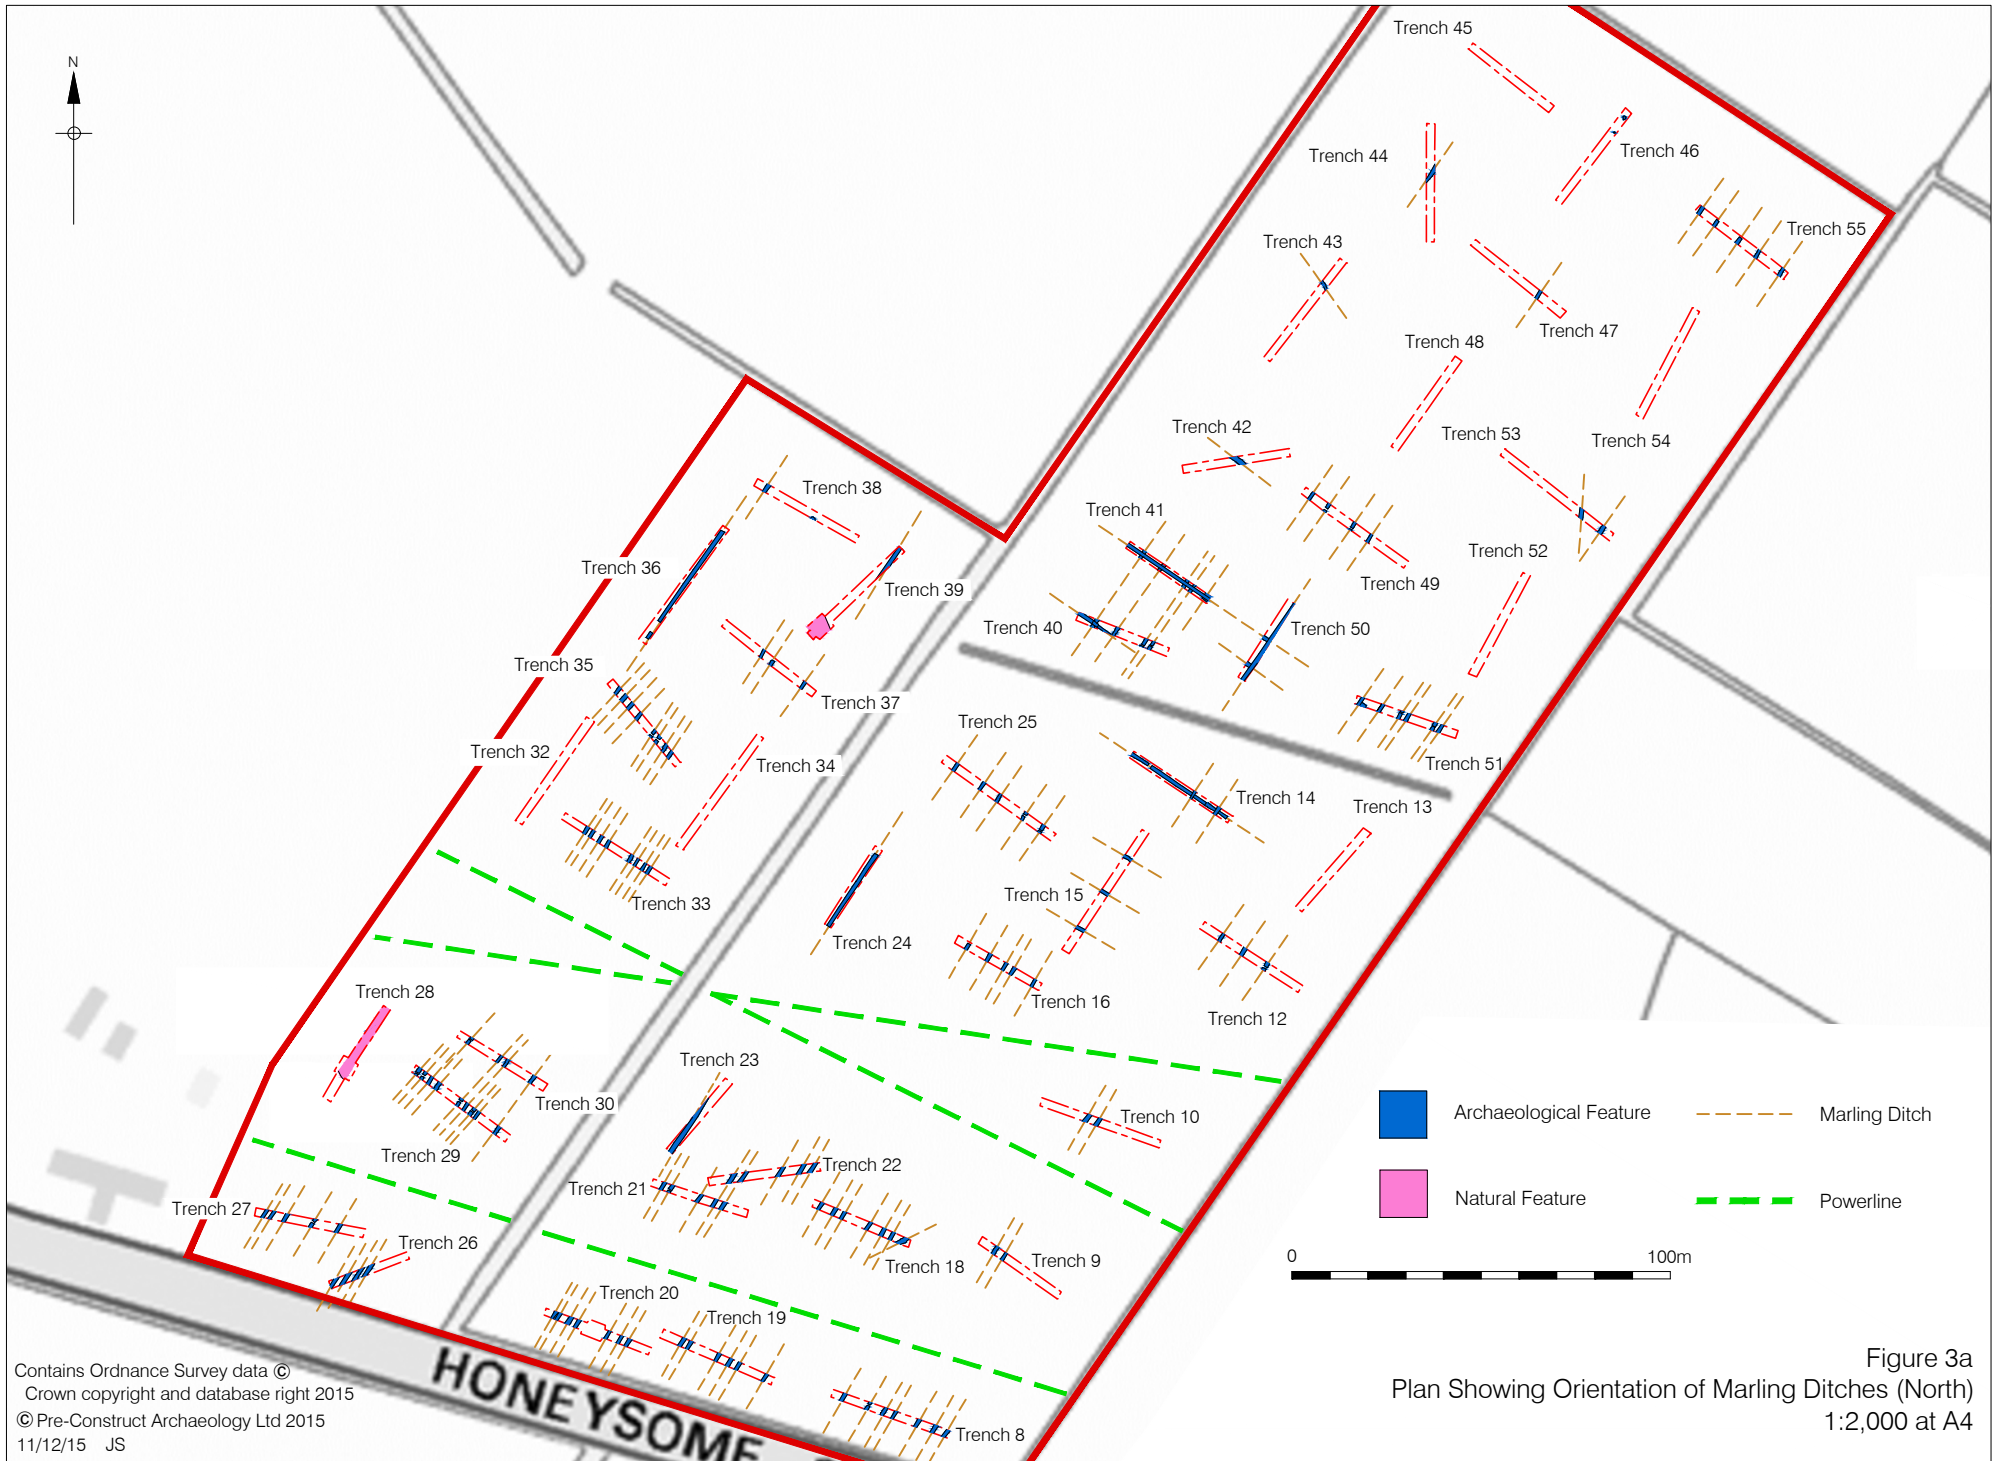 N
Trench 45
Trench 46
Trench 44
Trench 55
Trench 43
Trench 47
Trench 48
Trench 42
Trench 53
Trench 54
Trench 38
Trench 41
Trench 52
Trench 36
Trench 49
Trench 39
Trench 40
Trench 50
Trench 35
Trench 37
Trench 25
Trench 32
Trench 34
Trench 51
Trench 14
Trench 13
Trench 33
Trench 15
Trench 24
Trench 28
Trench 16
Trench 12
Trench 23
Trench 30
Trench 10
Trench 29
Trench 22
Trench 21
Trench 27
Trench 26
Trench 18
Trench 9
Trench 20
Trench 19
Trench 8
HONEYSOME
Archaeological Feature
Marling Ditch
Natural Feature
Powerline
0 100m
Contains Ordnance Survey data ©
Crown copyright and database right 2015
© Pre-Construct Archaeology Ltd 2015
11/12/15 JS
Figure 3a
Plan Showing Orientation of Marling Ditches (North)
1:2,000 at A4